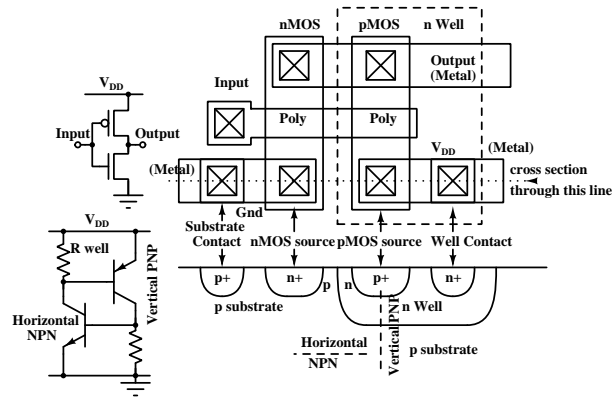 nMOS
pMOS
n Well
Output
(Metal)
Input
V_DD
Poly
Poly
Input
Output
V_DD
(Metal)
(Metal)
cross section
through this line
Gnd
Substrate
Contact
nMOS source
pMOS source
Well Contact
V_DD
R well
Vertical PNP
Horizontal
NPN
p+
n+
p
n
p+
n+
p substrate
n Well
Vertical PNP
Horizontal
NPN
p substrate